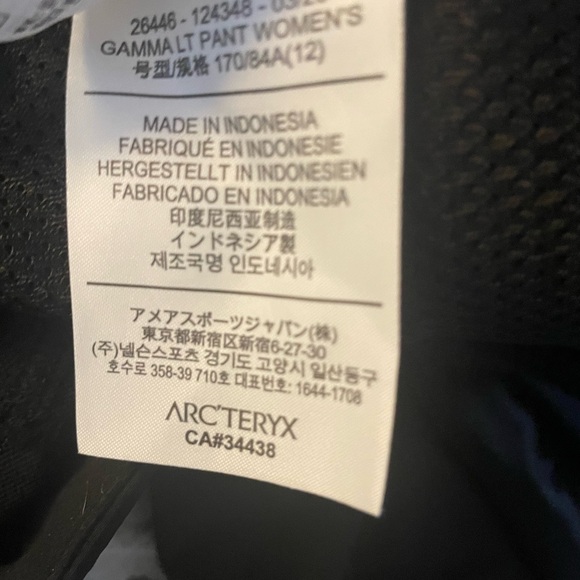 26446 - 124348 - 03/2
GAMMA LT PANT WOMEN'S
号型/规格 170/84A(12)
MADE IN INDONESIA
FABRIQUÉ EN INDONESIE
HERGESTELLT IN INDONESIEN
FABRICADO EN INDONESIA
印度尼西亚制造
インドネシア製
제조국명 인도네시아
アメアスポーツジャパン(株)
東京都新宿区新宿6-27-30
(주)넬슨스포츠 경기도 고양시 일산동구
호수로 358-39 710호 대표번호: 1644-1708
ARC'TERYX
CA#34438